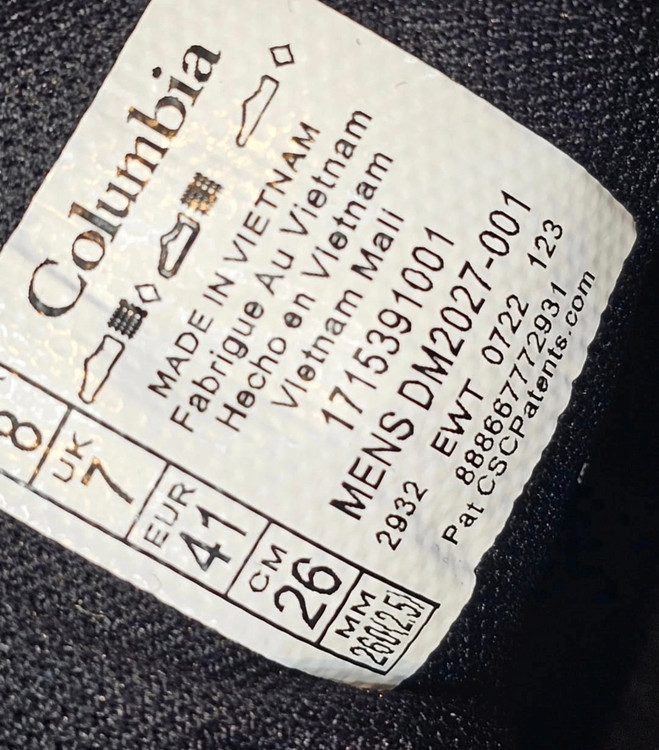 Columbia
MADE IN VIETNAM
Fabrigue Au Vietnam
Hecho en Vietnam
Vietnam Mali
1715391001
MENS DM2027-001
2932 EWT 0722 123
888667772931
Pat CSCPatents.com
8
UK
7
EUR
41
CM
26
MM
260(2.5)